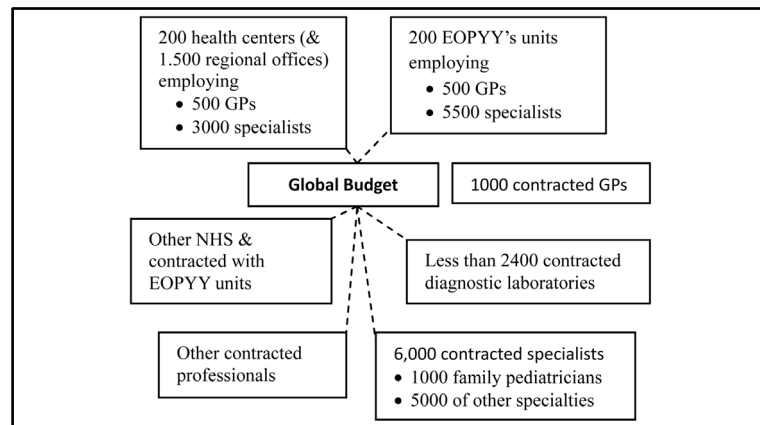 200 health centers (&
1.500 regional offices)
employing
• 500 GPs
• 3000 specialists
200 EOPYY’s units
employing
• 500 GPs
• 5500 specialists
Global Budget
1000 contracted GPs
Other NHS &
contracted with
EOPYY units
Less than 2400 contracted
diagnostic laboratories
Other contracted
professionals
6,000 contracted specialists
• 1000 family pediatricians
• 5000 of other specialties